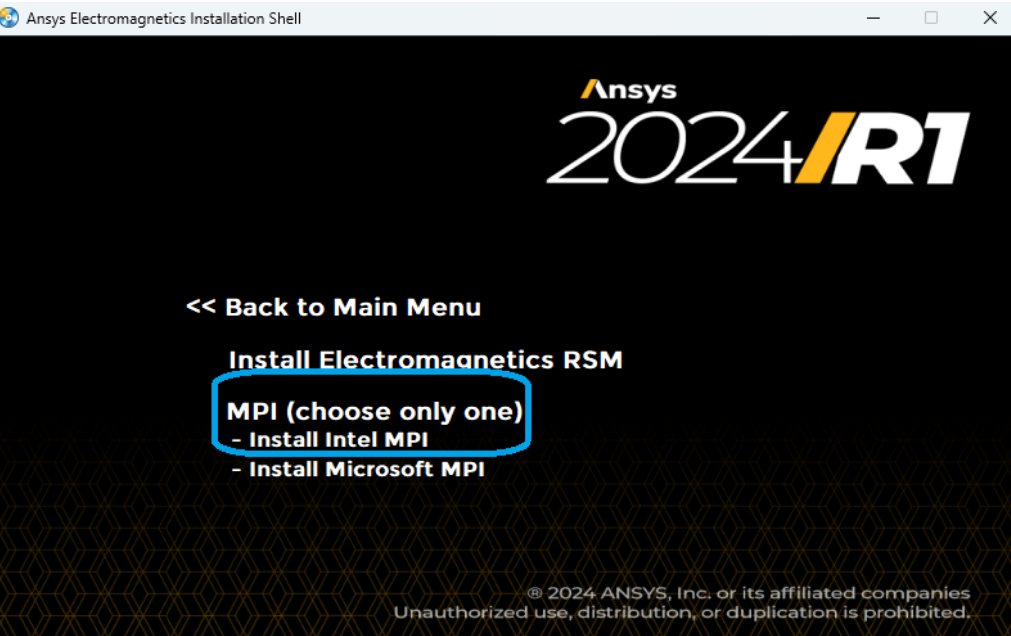 Ansys Electromagnetics Installation Shell
Ansys
2024 R1
<< Back to Main Menu
Install Electromagnetics RSM
MPI (choose only one)
- Install Intel MPI
- Install Microsoft MPI
© 2024 ANSYS, Inc. or its affiliated companies
Unauthorized use, distribution, or duplication is prohibited.